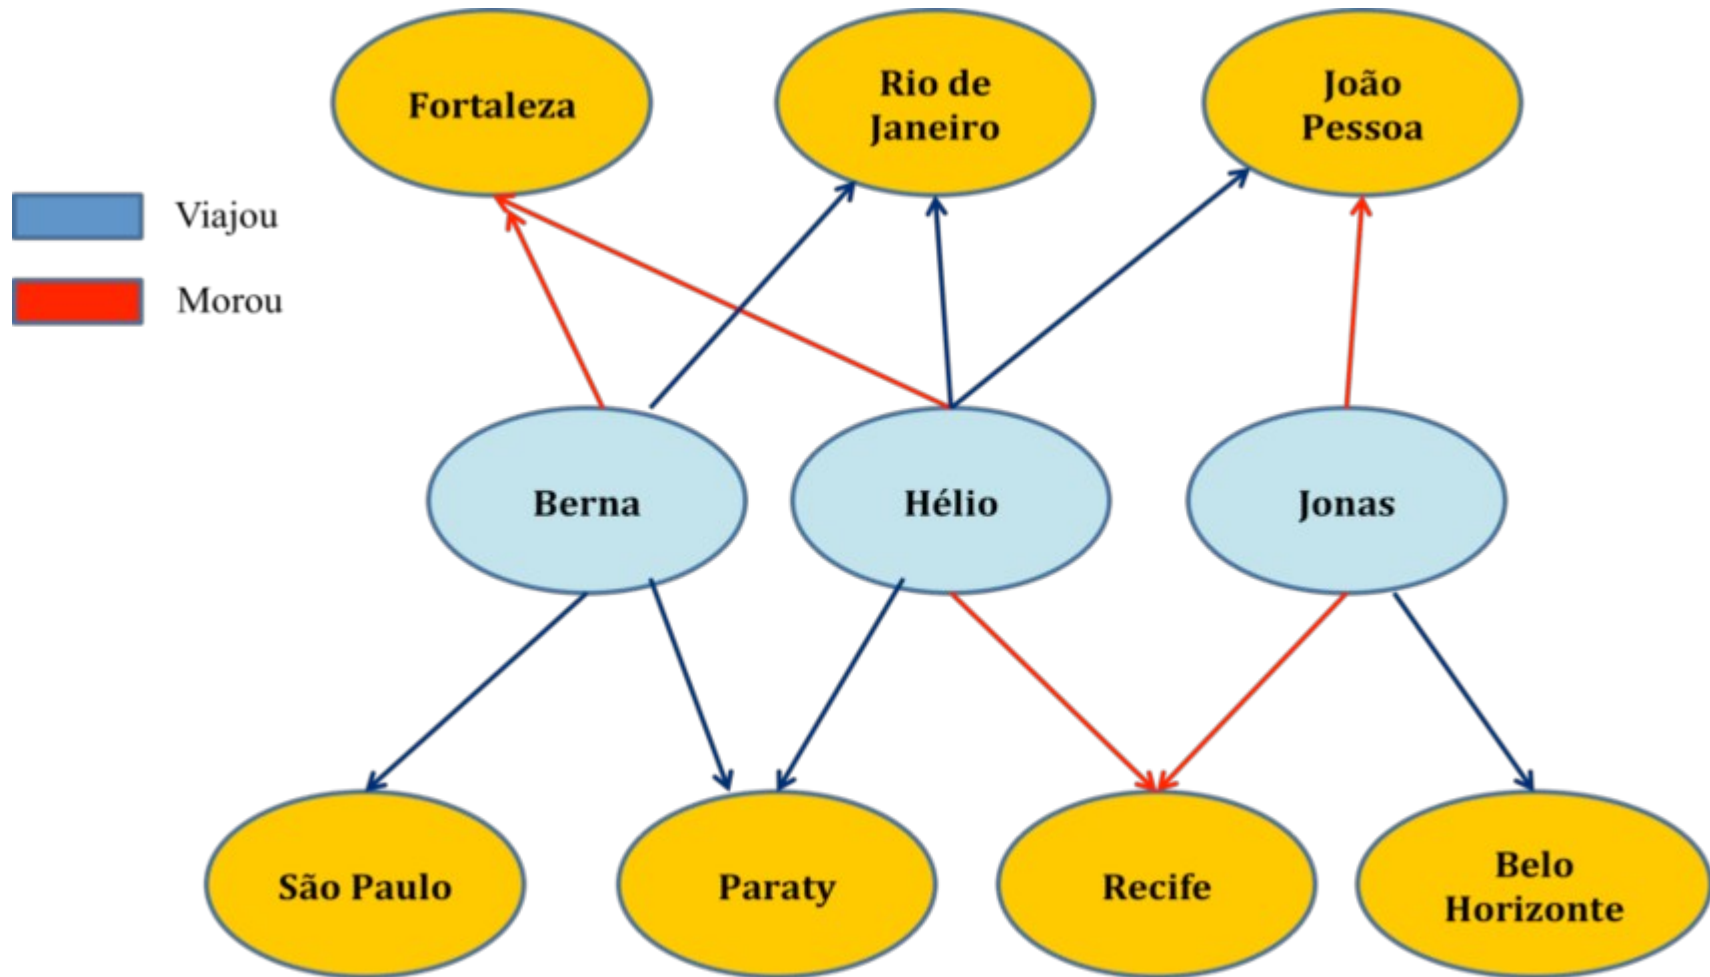 Fortaleza
Rio de
Janeiro
João
Pessoa
Viajou
Morou
Berna
Hélio
Jonas
São Paulo
Paraty
Recife
Belo
Horizonte